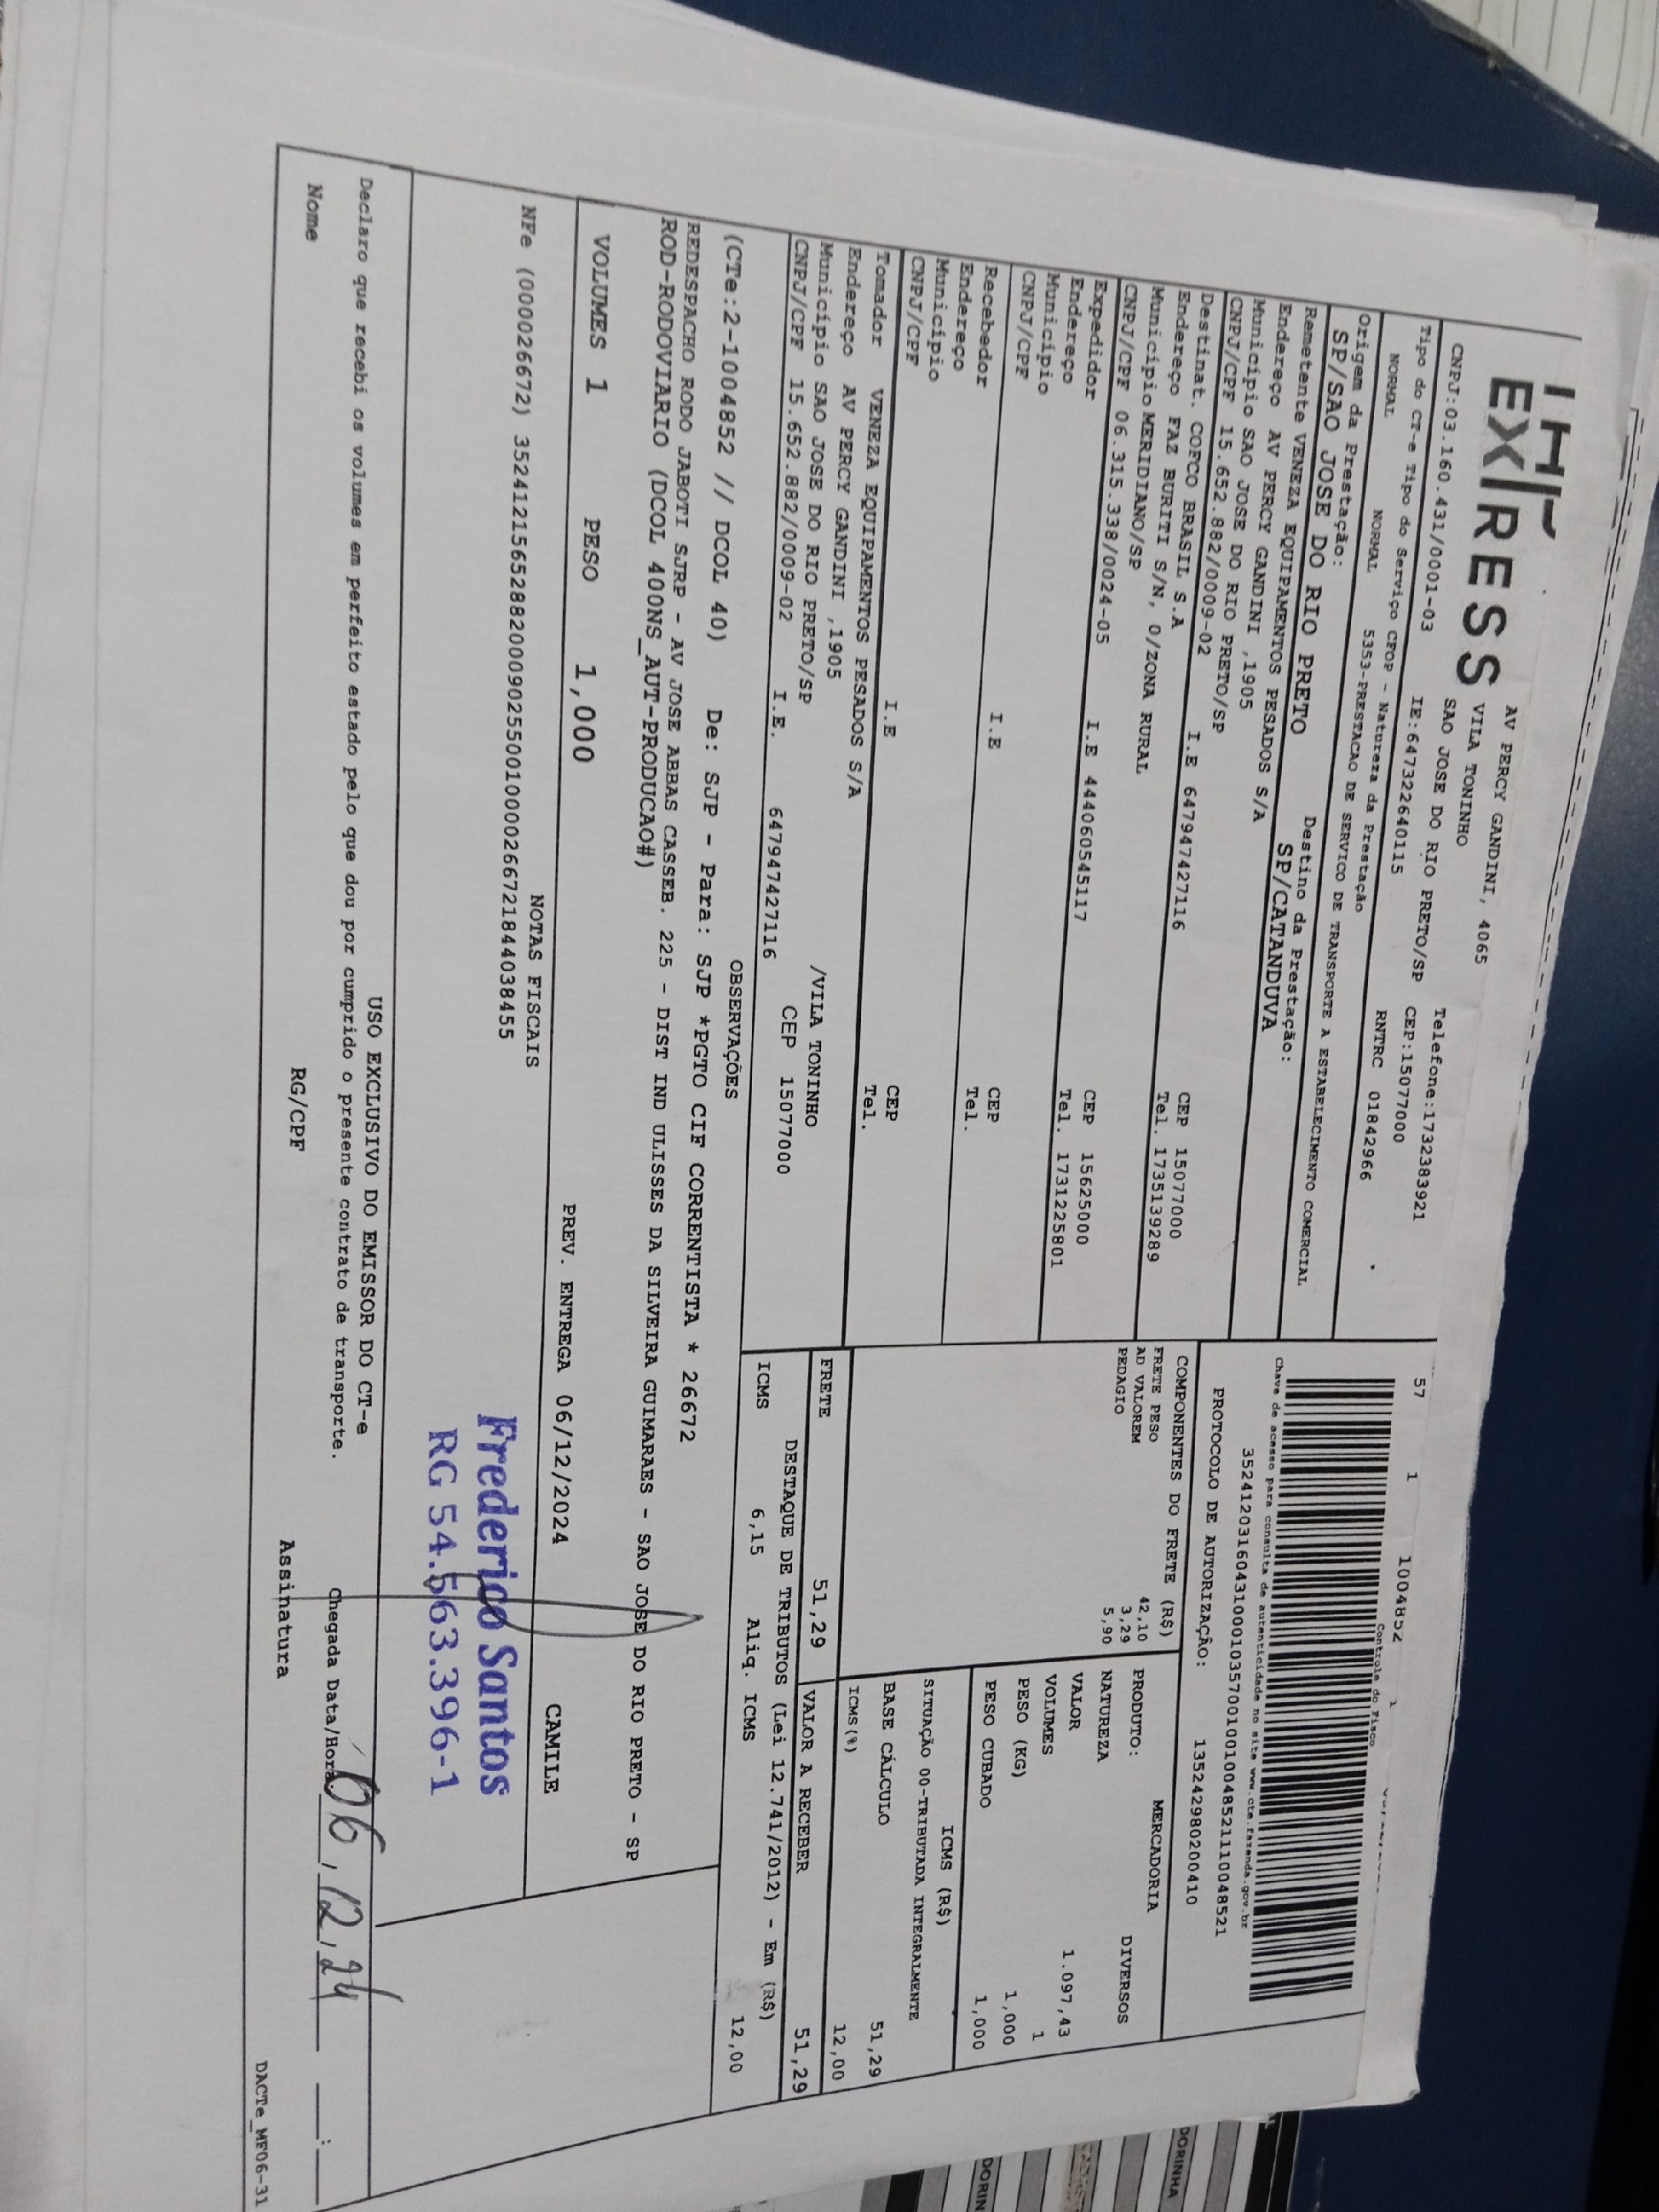 EXPRESS
AV PERCY GANDINI, 4065
VILA TONINHO
SAO JOSE DO RIO PRETO/SP
Telefone:1732383921
CNPJ:03.160.431/0001-03
IE:647322640115
CEP:15077000
Tipo do CT-e Tipo do Serviço CFOP - Natureza da Prestação
RNTRC 01842966
NORMAL NORMAL 5353-PRESTACAO DE SERVICO DE TRANSPORTE A ESTABELECIMENTO COMERCIAL
Origem da Prestação:
SP/SAO JOSE DO RIO PRETO
Destino da Prestação:
SP/CATANDUVA
57 1 1004852 1
Controle do Fisco
Chave de acesso para consulta de autenticidade no site www.cte.fazenda.gov.br
35241203160431000103570010010048521110048521
PROTOCOLO DE AUTORIZAÇÃO: 135242980200410
Remetente VENEZA EQUIPAMENTOS PESADOS S/A
Endereço AV PERCY GANDINI ,1905
Município SAO JOSE DO RIO PRETO/SP
CEP 15077000
CNPJ/CPF 15.652.882/0009-02 I.E 647947427116
Tel. 1735139289
Destinat. COFCO BRASIL S.A
Endereço FAZ BURITI S/N, 0/ZONA RURAL
Município MERIDIANO/SP
CEP 15625000
CNPJ/CPF 06.315.338/0024-05 I.E 444060545117
Tel. 1731225801
Expedidor
Endereço
Município
CEP
CNPJ/CPF I.E
Tel.
Recebedor
Endereço
Município
CEP
CNPJ/CPF I.E
Tel.
Tomador VENEZA EQUIPAMENTOS PESADOS S/A
Endereço AV PERCY GANDINI ,1905
/VILA TONINHO
Município SAO JOSE DO RIO PRETO/SP
CEP 15077000
CNPJ/CPF 15.652.882/0009-02 I.E. 647947427116
COMPONENTES DO FRETE (R$)
FRETE PESO 42,10
AD VALOREM 3,29
PEDAGIO 5,90
MERCADORIA
PRODUTO: DIVERSOS
NATUREZA
VALOR 1.097,43
VOLUMES 1
PESO (KG) 1,000
PESO CUBADO 1,000
ICMS (R$)
SITUAÇÃO 00-TRIBUTADA INTEGRALMENTE
BASE CÁLCULO 51,29
ICMS(%) 12,00
FRETE 51,29
VALOR A RECEBER 51,29
DESTAQUE DE TRIBUTOS (Lei 12.741/2012) - Em (R$)
ICMS 6,15 Aliq. ICMS 12,00
OBSERVAÇÕES
(CTe:2-1004852 // DCOL 40) De: SJP - Para: SJP *PGTO CIF CORRENTISTA * 26672
REDESPACHO RODO JABOTI SJRP - AV JOSE ABBAS CASSEB. 225 - DIST IND ULISSES DA SILVEIRA GUIMARAES - SAO JOSE DO RIO PRETO - SP
ROD-RODOVIARIO (DCOL 400NS_AUT-PRODUCAO#)
VOLUMES 1 PESO 1,000 PREV. ENTREGA 06/12/2024 CAMILE
NOTAS FISCAIS
NFe (000026672) 35241215652882000902550010000266721844038455
Frederico Santos
RG 54.563.396-1
USO EXCLUSIVO DO EMISSOR DO CT-e
Declaro que recebi os volumes em perfeito estado pelo que dou por cumprido o presente contrato de transporte.
Chegada Data/Hora: 06/12/24 __:__
Nome RG/CPF Assinatura
DACTe_MF06-31
DORINHA
DORIN